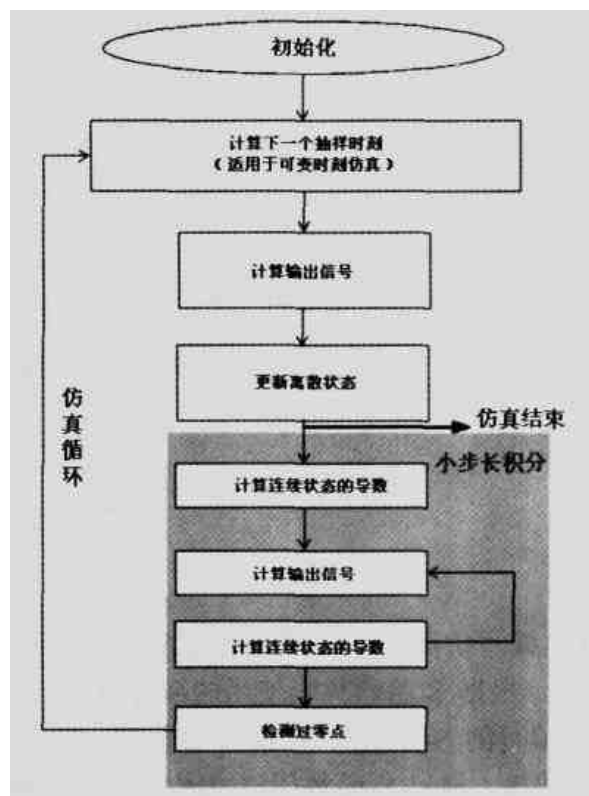 初始化
计算下一个抽样时刻
（适用于可变时刻仿真）
计算输出信号
更新离散状态
仿真结束
小步长积分
计算连续状态的导数
计算输出信号
计算连续状态的导数
检测过零点
仿真循环